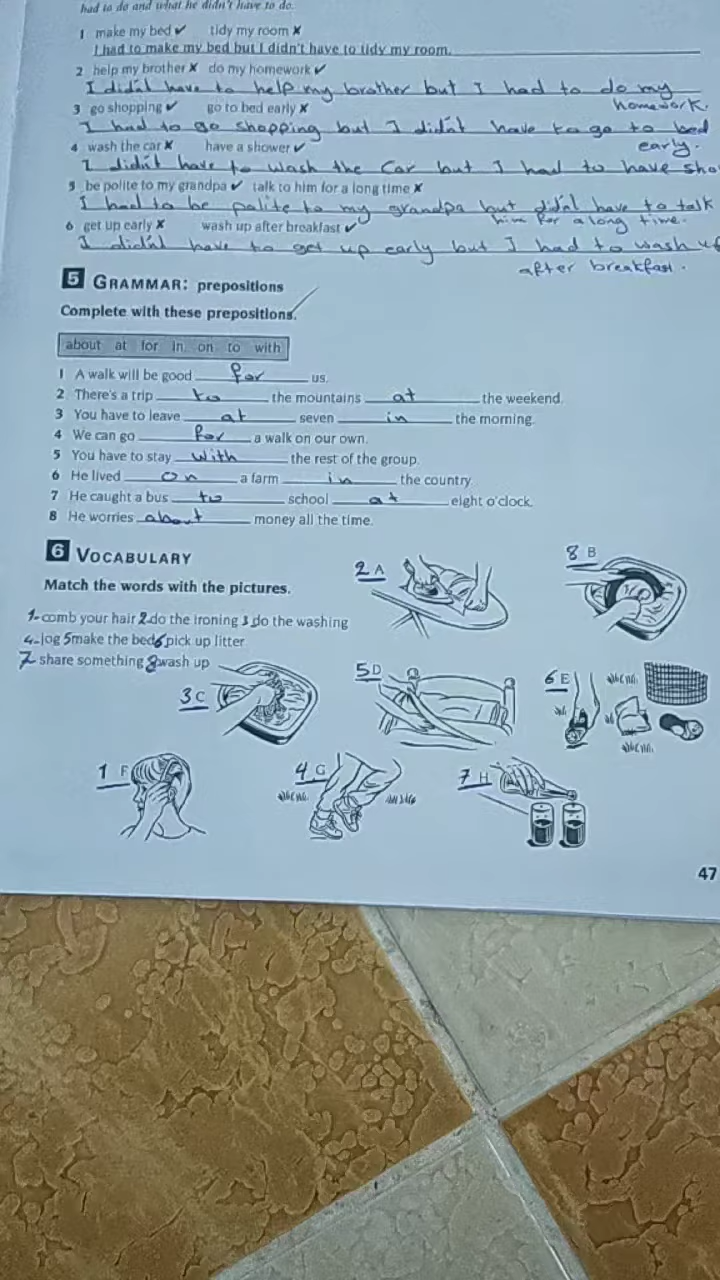 had to do and what he didn't have to do.
1 make my bed ✔ tidy my room ✘
I had to make my bed but I didn't have to tidy my room.
2 help my brother ✘ do my homework ✔
I didn't have to help my brother but I had to do my
homework.
3 go shopping ✔ go to bed early ✘
I had to go shopping but I didn't have to go to bed
early.
4 wash the car ✘ have a shower ✔
I didn't have to wash the car but I had to have sho
5 be polite to my grandpa ✔ talk to him for a long time ✘
I had to be palite to my grandpa but didn't have to talk
him for a long time.
6 get up early ✘ wash up after breakfast ✔
I didn't have to get up early but I had to wash up
after breakfast.
5 GRAMMAR: prepositions
Complete with these prepositions.
about at for in on to with
1 A walk will be good for us.
2 There's a trip to the mountains at the weekend.
3 You have to leave at seven in the morning.
4 We can go for a walk on our own.
5 You have to stay with the rest of the group.
6 He lived on a farm in the country.
7 He caught a bus to school at eight o'clock.
8 He worries about money all the time.
6 VOCABULARY
Match the words with the pictures.
1-comb your hair 2-do the ironing 3 do the washing
4-jog 5 make the bed 6 pick up litter
7 share something 8 wash up
2 A
8 B
3 C
5 D
6 E
1 F
4 G
7 H
47